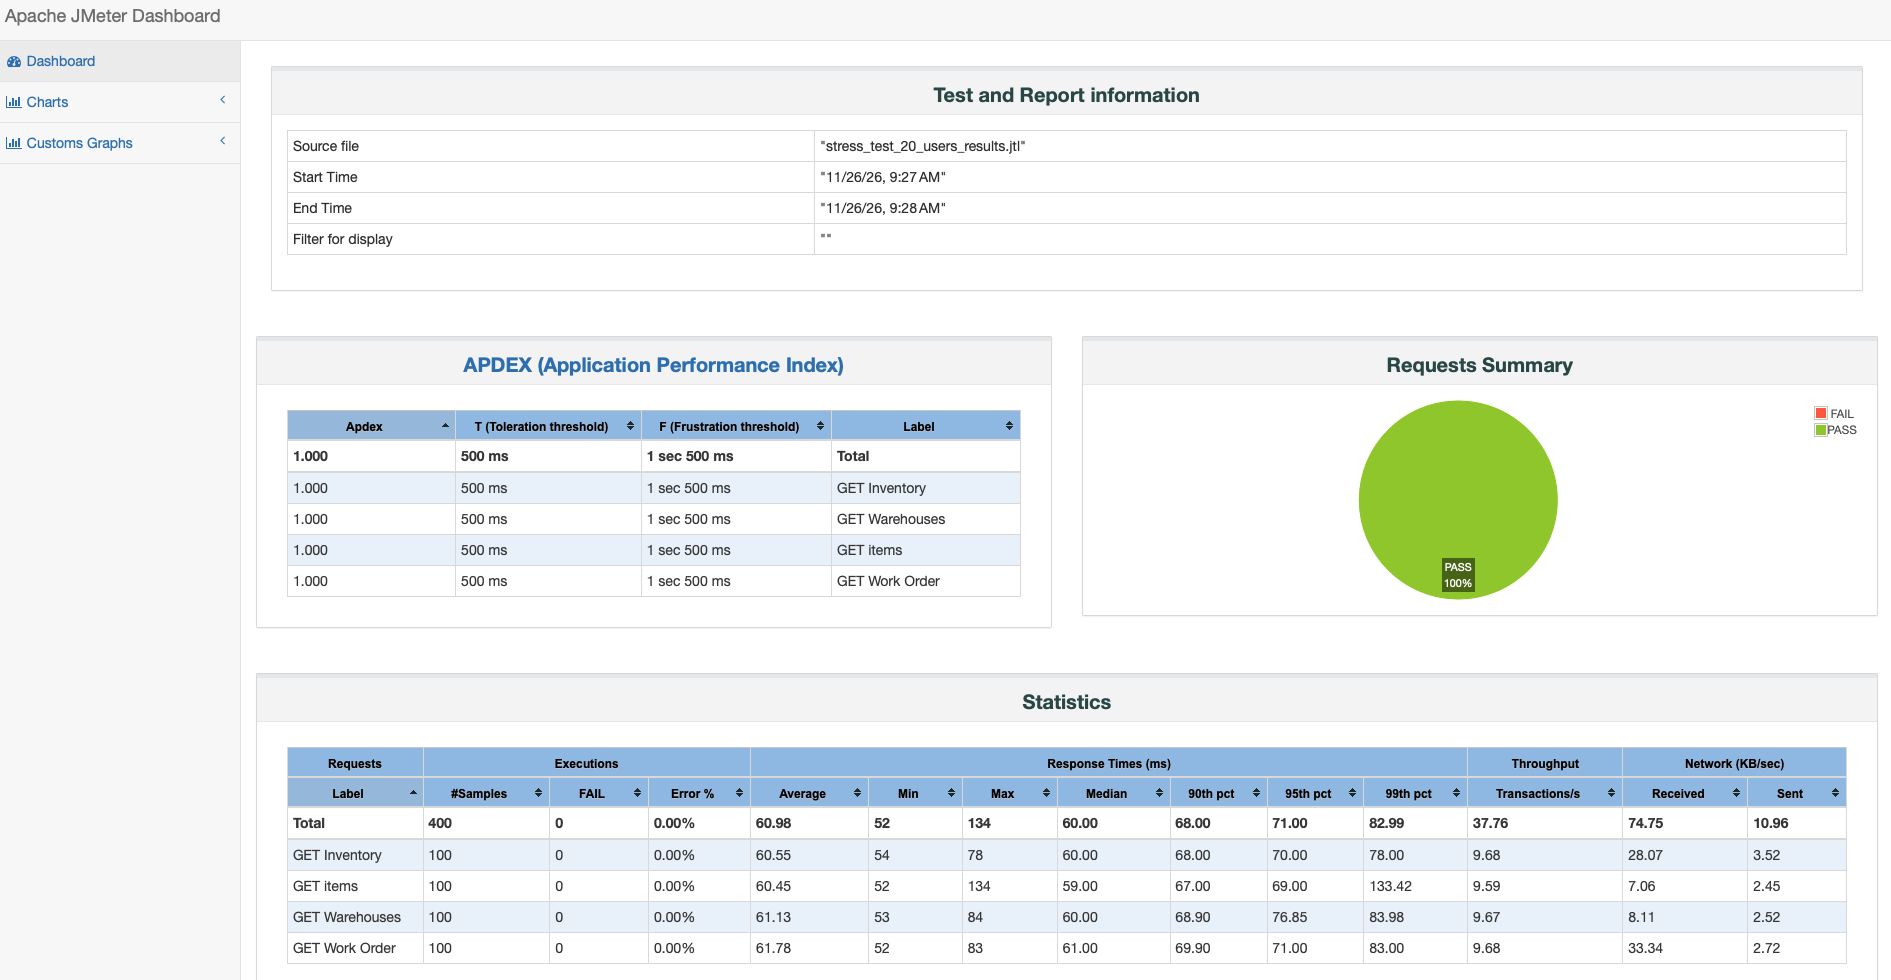 Apache JMeter Dashboard
Dashboard
Charts
Customs Graphs
Test and Report information
Source file "stress_test_20_users_results.jtl"
Start Time "11/26/26, 9:27 AM"
End Time "11/26/26, 9:28 AM"
Filter for display ""
APDEX (Application Performance Index)
Apdex T (Toleration threshold) F (Frustration threshold) Label
1.000 500 ms 1 sec 500 ms Total
1.000 500 ms 1 sec 500 ms GET Inventory
1.000 500 ms 1 sec 500 ms GET Warehouses
1.000 500 ms 1 sec 500 ms GET items
1.000 500 ms 1 sec 500 ms GET Work Order
Requests Summary
FAIL
PASS
PASS
100%
Statistics
Requests Executions Response Times (ms) Throughput Network (KB/sec)
Label #Samples FAIL Error % Average Min Max Median 90th pct 95th pct 99th pct Transactions/s Received Sent
Total 400 0 0.00% 60.98 52 134 60.00 68.00 71.00 82.99 37.76 74.75 10.96
GET Inventory 100 0 0.00% 60.55 54 78 60.00 68.00 70.00 78.00 9.68 28.07 3.52
GET items 100 0 0.00% 60.45 52 134 59.00 67.00 69.00 133.42 9.59 7.06 2.45
GET Warehouses 100 0 0.00% 61.13 53 84 60.00 68.90 76.85 83.98 9.67 8.11 2.52
GET Work Order 100 0 0.00% 61.78 52 83 61.00 69.90 71.00 83.00 9.68 33.34 2.72